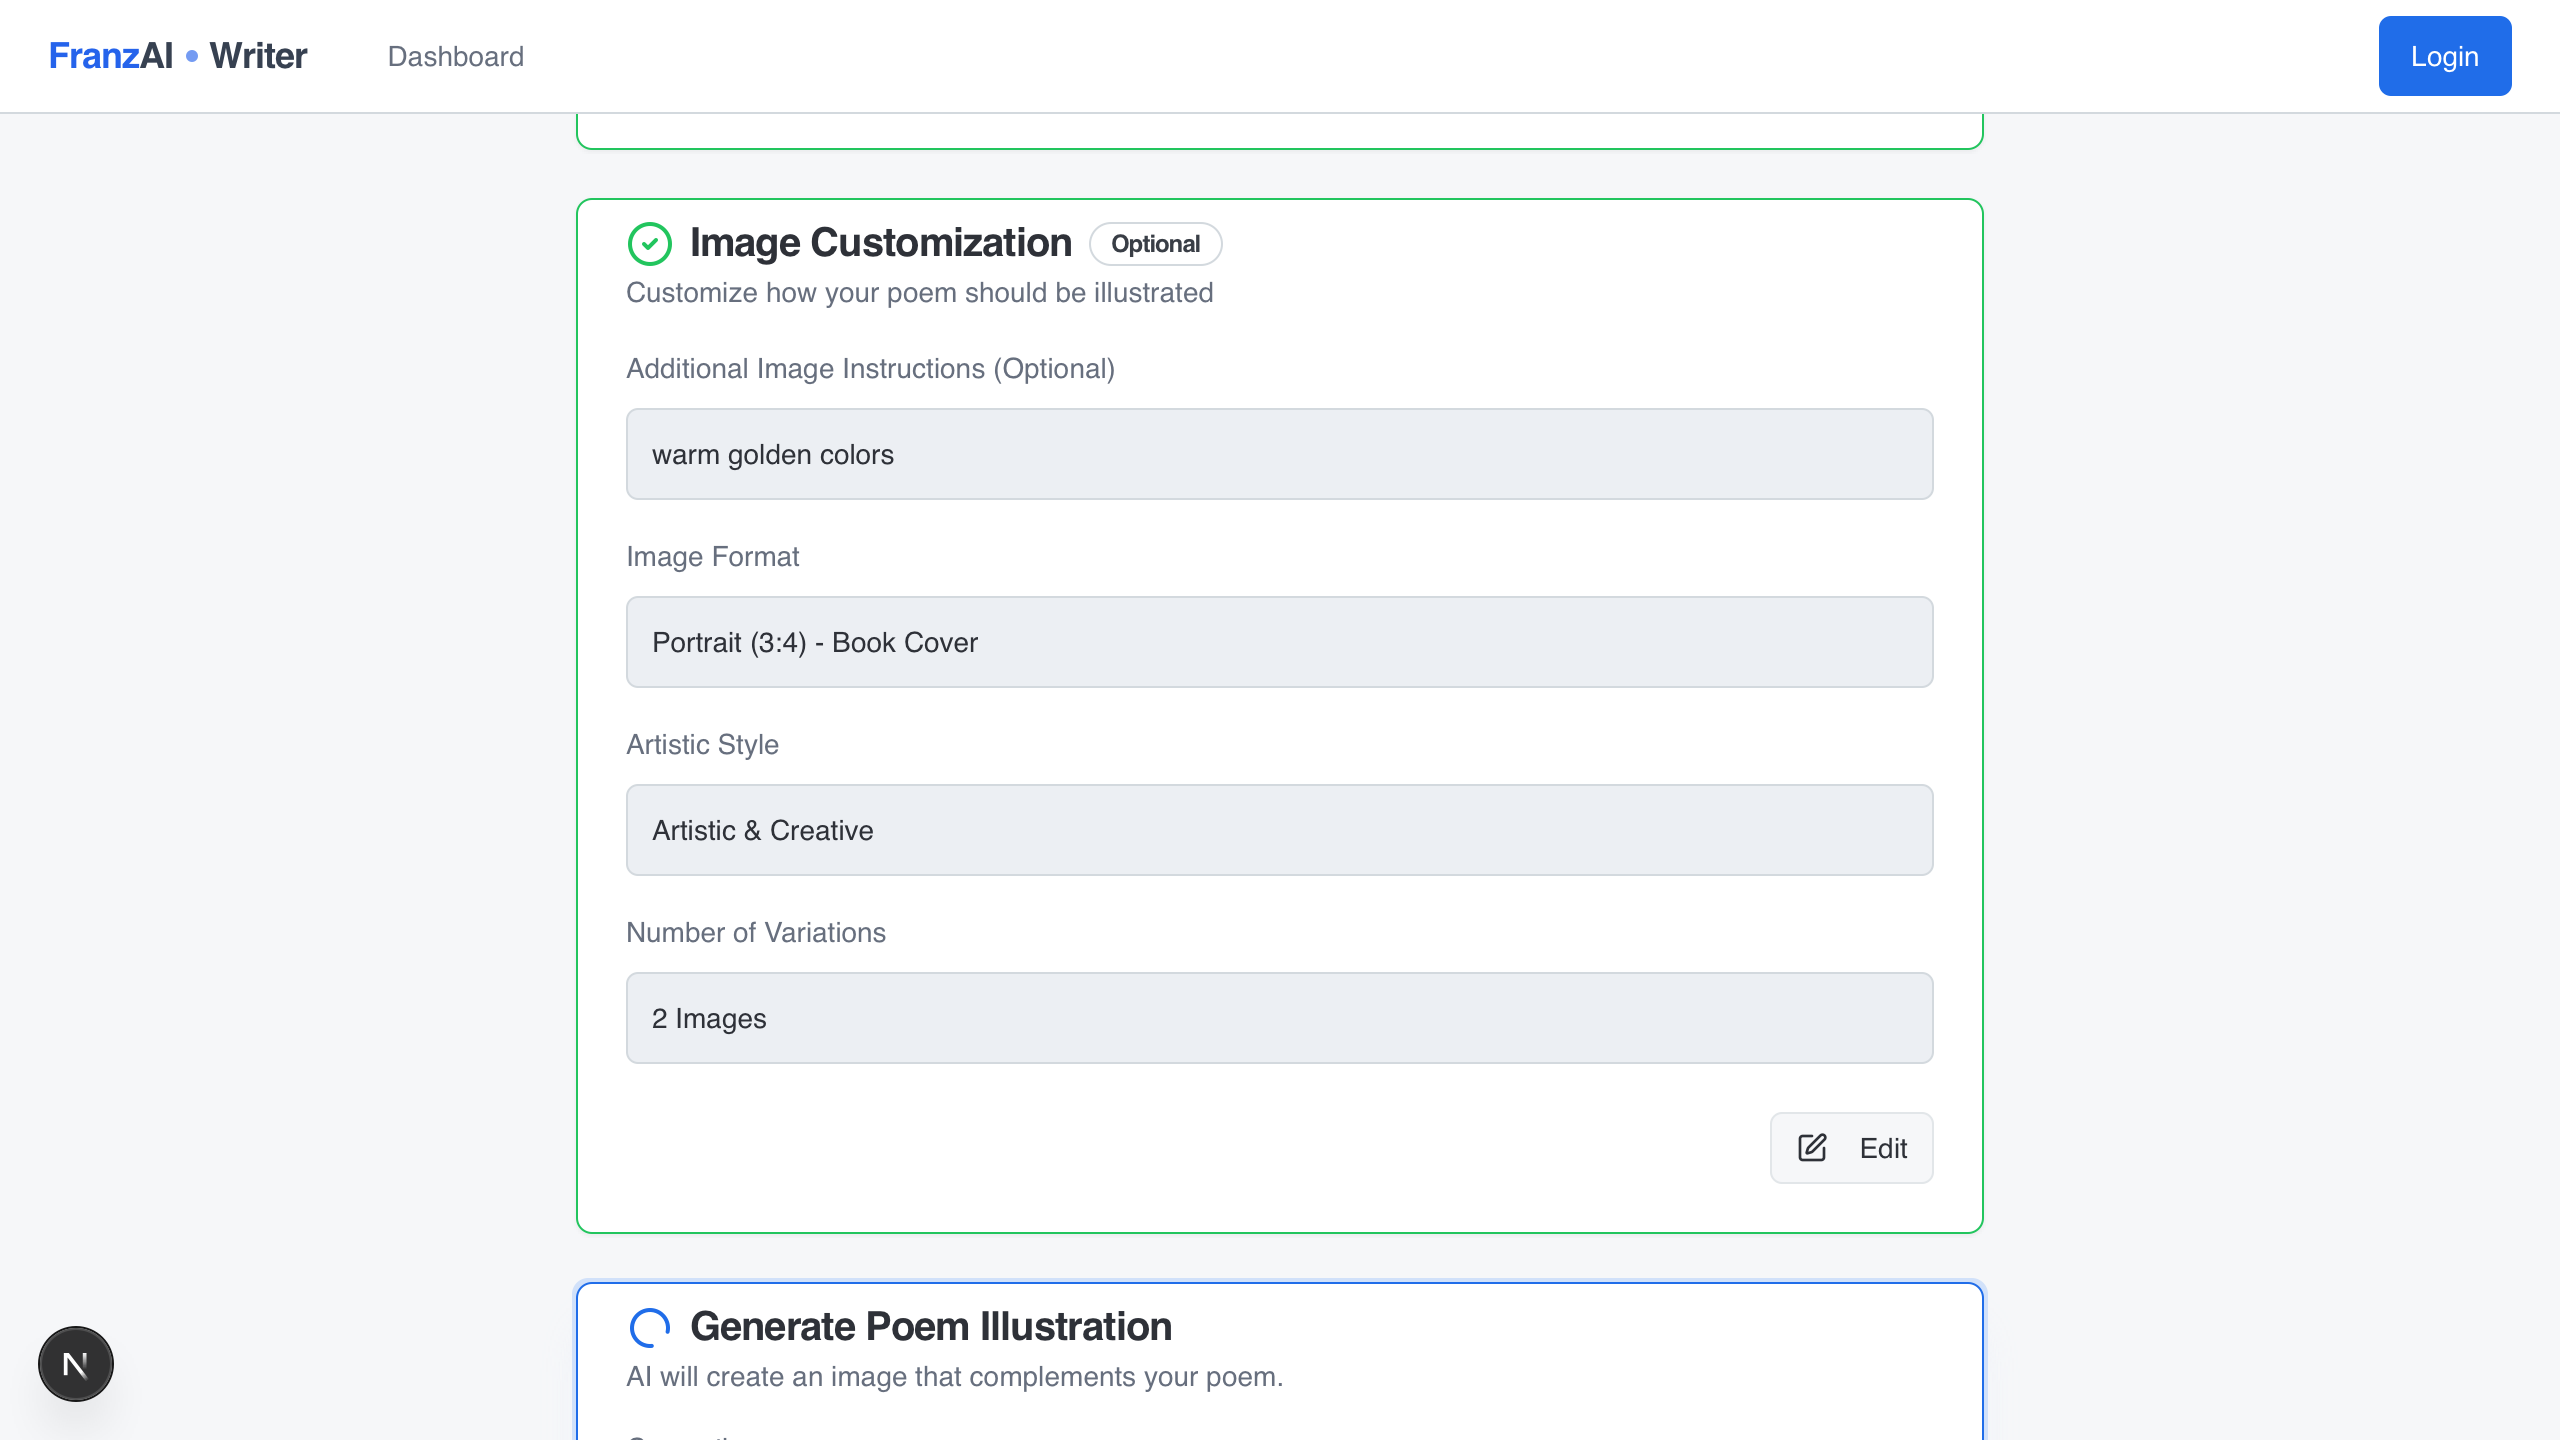 FranzAI • Writer
Dashboard
Login
Image Customization
Optional
Customize how your poem should be illustrated
Additional Image Instructions (Optional)
warm golden colors
Image Format
Portrait (3:4) - Book Cover
Artistic Style
Artistic & Creative
Number of Variations
2 Images
Edit
Generate Poem Illustration
AI will create an image that complements your poem.
N